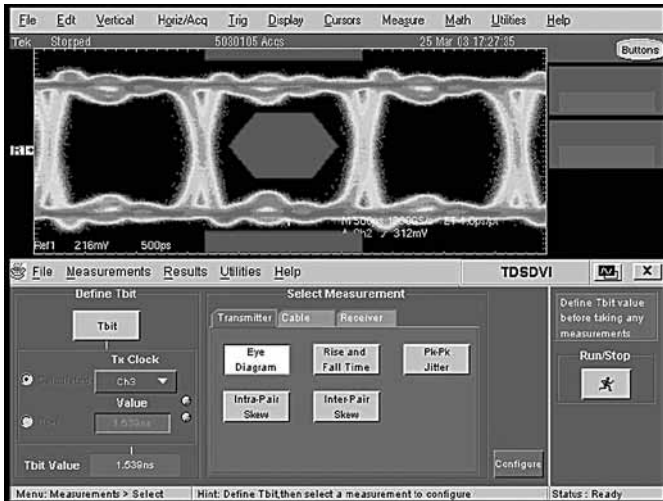 File Edit Vertical Horiz/Acq Trig Display Cursors Measure Math Utilities Help
Tek Stopped 5030105 Acqs 25 Mar 03 17:27:35
Buttons
Ref1 216mV 500ps
312mV
File Measurements Results Utilities Help TDSDVI X
Define Tbit
Tbit
Tx Clock
Ch3
Value
1.539ns
Tbit Value 1.539ns
Select Measurement
Transmitter Cable Receiver
Eye Diagram
Rise and Fall Time
Pk-Pk Jitter
Intra-Pair Skew
Inter-Pair Skew
Configure
Define Tbit value
before taking any
measurements
Run/Stop
Menu: Measurements > Select Hint: Define Tbit,then select a measurement to configure Status : Ready